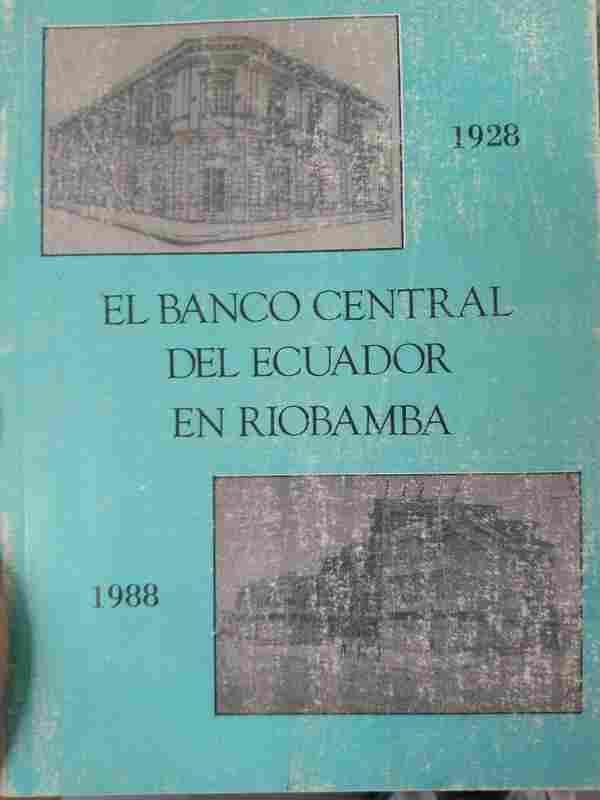 1928
EL BANCO CENTRAL
DEL ECUADOR
EN RIOBAMBA
1988